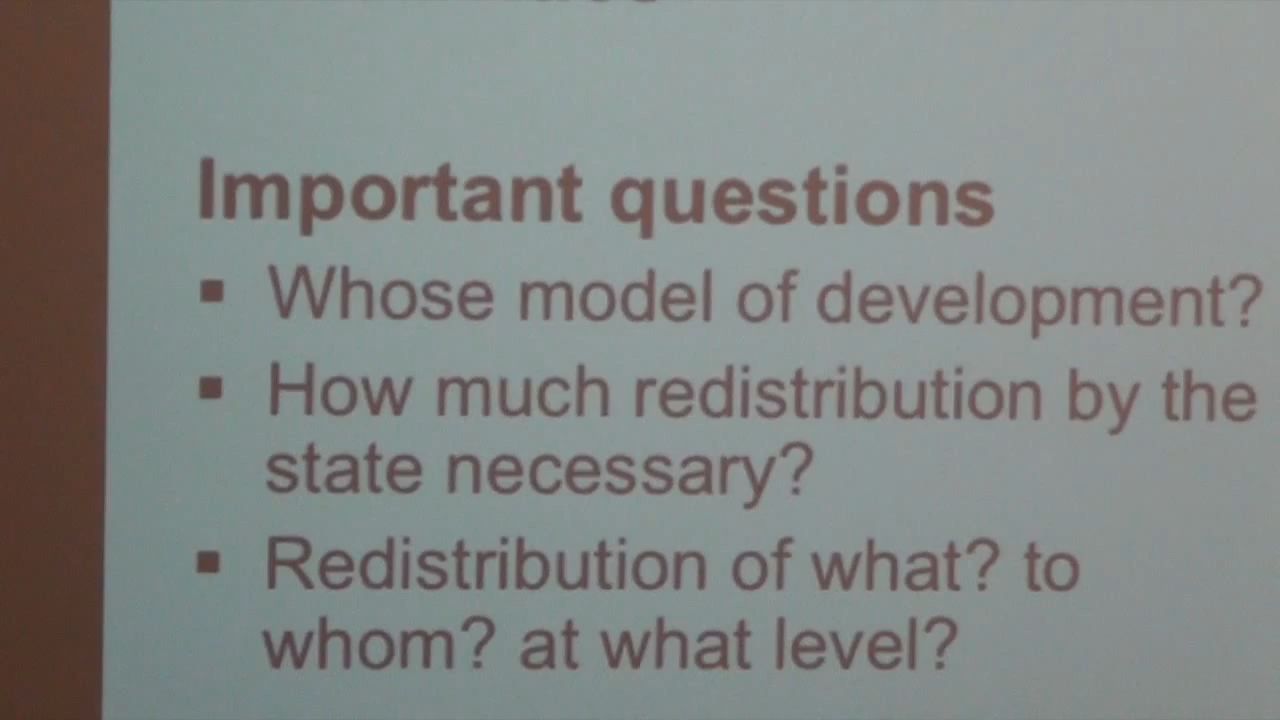 Important questions
▪ Whose model of development?
▪ How much redistribution by the
state necessary?
▪ Redistribution of what? to
whom? at what level?